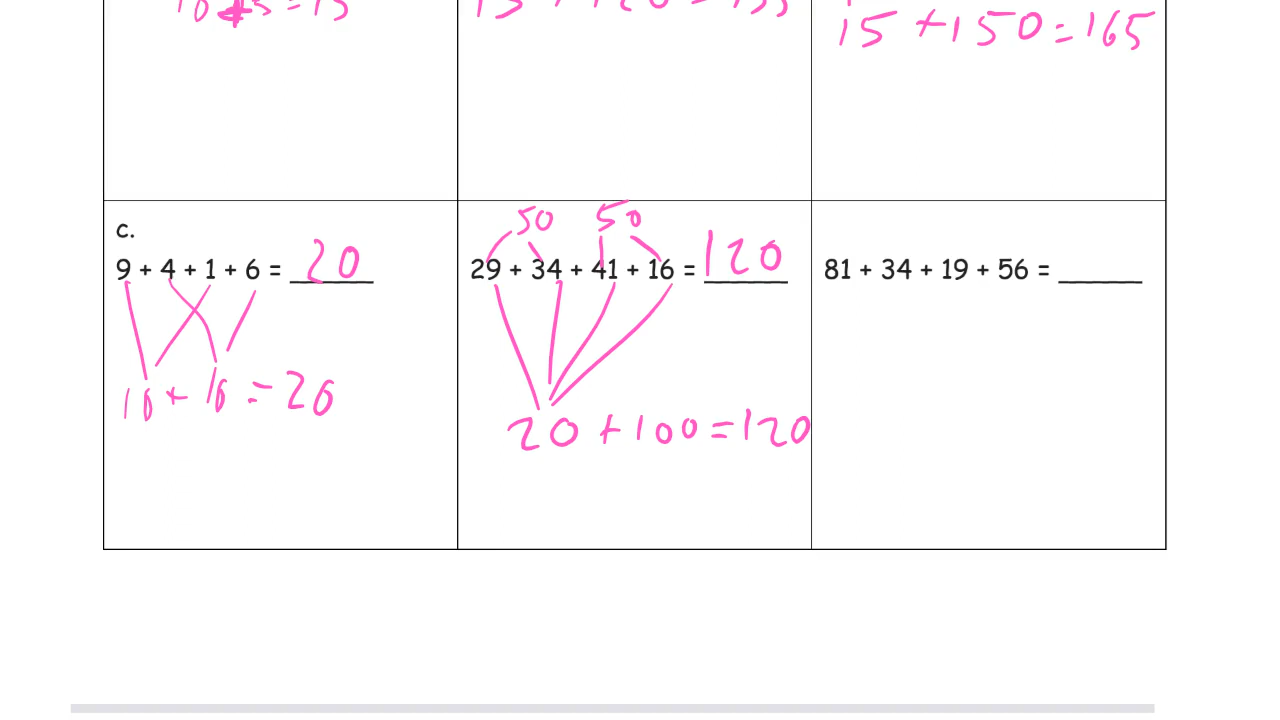 15 + 150 = 165
c.
9 + 4 + 1 + 6 = 20
10 + 10 = 20
50 50
29 + 34 + 41 + 16 = 120
20 + 100 = 120
81 + 34 + 19 + 56 = ______